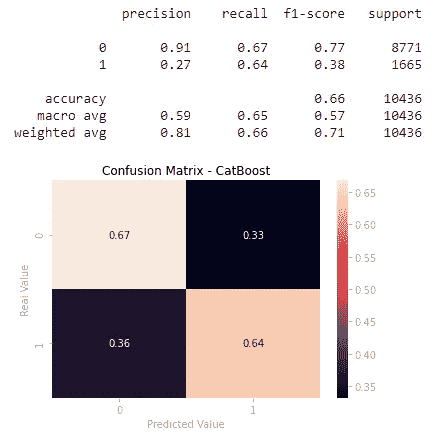 precision recall f1-score support
0 0.91 0.67 0.77 8771
1 0.27 0.64 0.38 1665
accuracy 0.66 10436
macro avg 0.59 0.65 0.57 10436
weighted avg 0.81 0.66 0.71 10436
Confusion Matrix - CatBoost
0.67 0.33
0.36 0.64
0
1
Real Value
0 1
Predicted Value
0.65
0.60
0.55
0.50
0.45
0.40
0.35